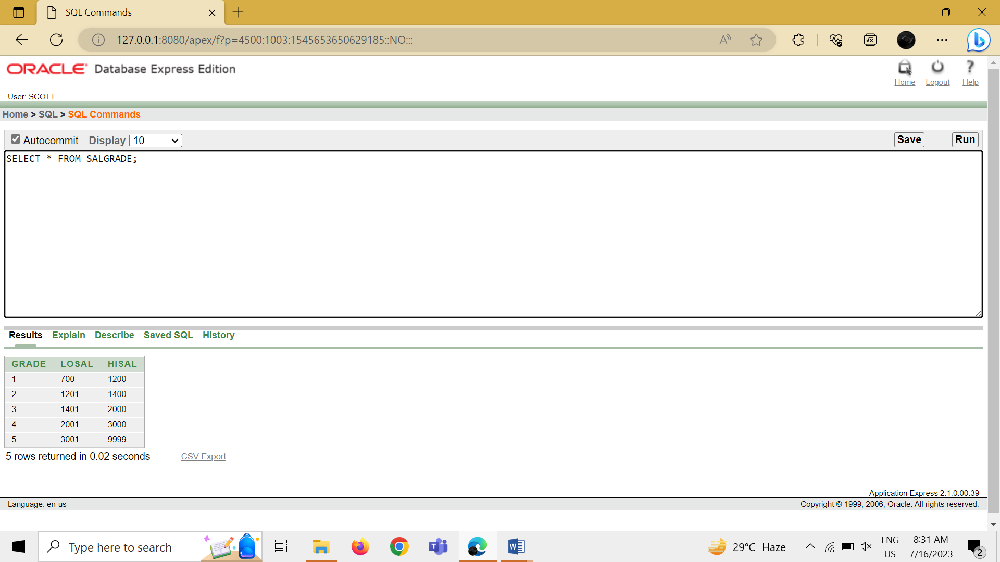 SQL Commands
127.0.0.1:8080/apex/f?p=4500:1003:1545653650629185::NO:::
ORACLE Database Express Edition
Home Logout Help
User: SCOTT
Home > SQL > SQL Commands
Autocommit Display 10 Save Run
SELECT * FROM SALGRADE;
Results Explain Describe Saved SQL History
GRADE LOSAL HISAL
1 700 1200
2 1201 1400
3 1401 2000
4 2001 3000
5 3001 9999
5 rows returned in 0.02 seconds CSV Export
Application Express 2.1.0.00.39
Language: en-us Copyright © 1999, 2006, Oracle. All rights reserved.
Type here to search
29°C Haze
ENG
US
8:31 AM
7/16/2023
2